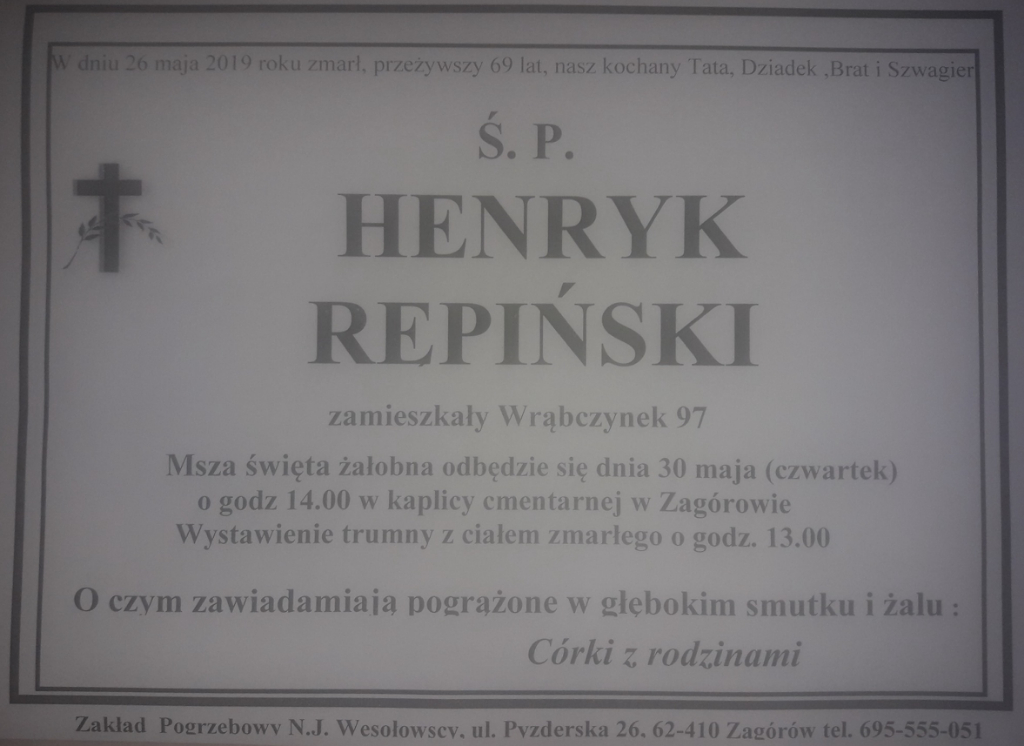 W dniu 26 maja 2019 roku zmarł, przeżywszy 69 lat, nasz kochany Tata, Dziadek ,Brat i Szwagier
Ś. P.
HENRYK
RĘPIŃSKI
zamieszkały Wrąbczynek 97
Msza święta żałobna odbędzie się dnia 30 maja (czwartek)
o godz 14.00 w kaplicy cmentarnej w Zagórowie
Wystawienie trumny z ciałem zmarłego o godz. 13.00
O czym zawiadamiają pogrążone w głębokim smutku i żalu :
Córki z rodzinami
Zakład Pogrzebowy N.J. Wesołowscy, ul. Pyzderska 26, 62-410 Zagórów tel. 695-555-051